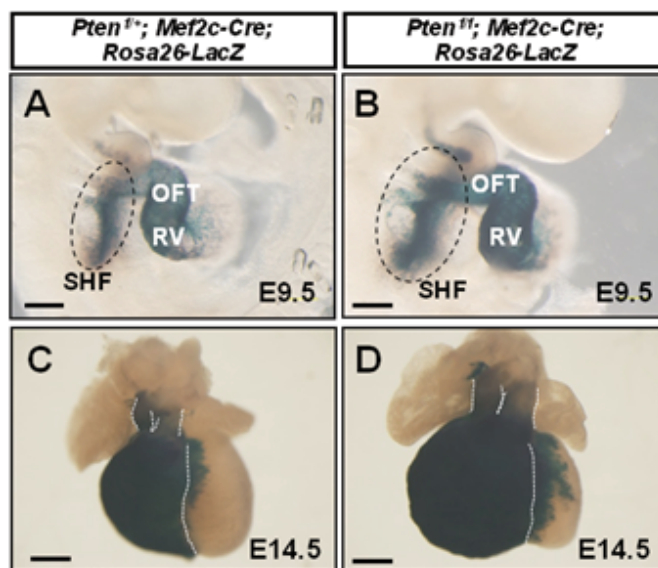 Pten f/+; Mef2c-Cre;
Rosa26-LacZ
Pten f/f; Mef2c-Cre;
Rosa26-LacZ
A
OFT
RV
SHF
E9.5
B
OFT
RV
SHF
E9.5
C
E14.5
D
E14.5